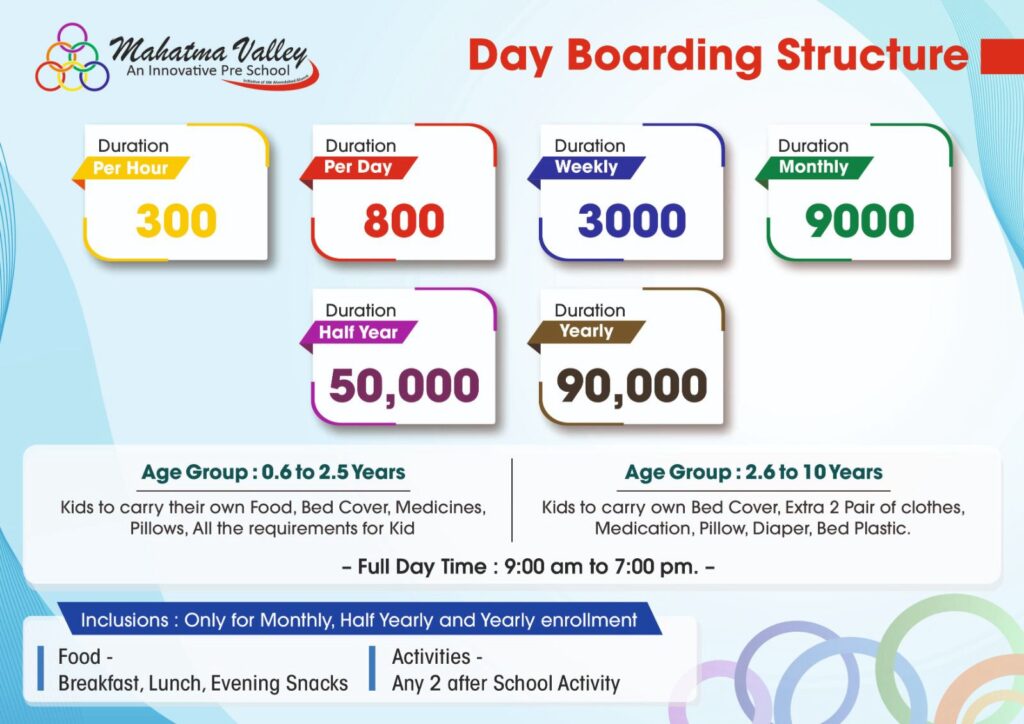 Mahatma Valley
An Innovative Pre School
Day Boarding Structure
Duration
Per Hour
300
Duration
Per Day
800
Duration
Weekly
3000
Duration
Monthly
9000
Duration
Half Year
50,000
Duration
Yearly
90,000
Age Group : 0.6 to 2.5 Years
Kids to carry their own Food, Bed Cover, Medicines,
Pillows, All the requirements for Kid
Age Group : 2.6 to 10 Years
Kids to carry own Bed Cover, Extra 2 Pair of clothes,
Medication, Pillow, Diaper, Bed Plastic.
– Full Day Time : 9:00 am to 7:00 pm. –
Inclusions : Only for Monthly, Half Yearly and Yearly enrollment
Food -
Breakfast, Lunch, Evening Snacks
Activities -
Any 2 after School Activity